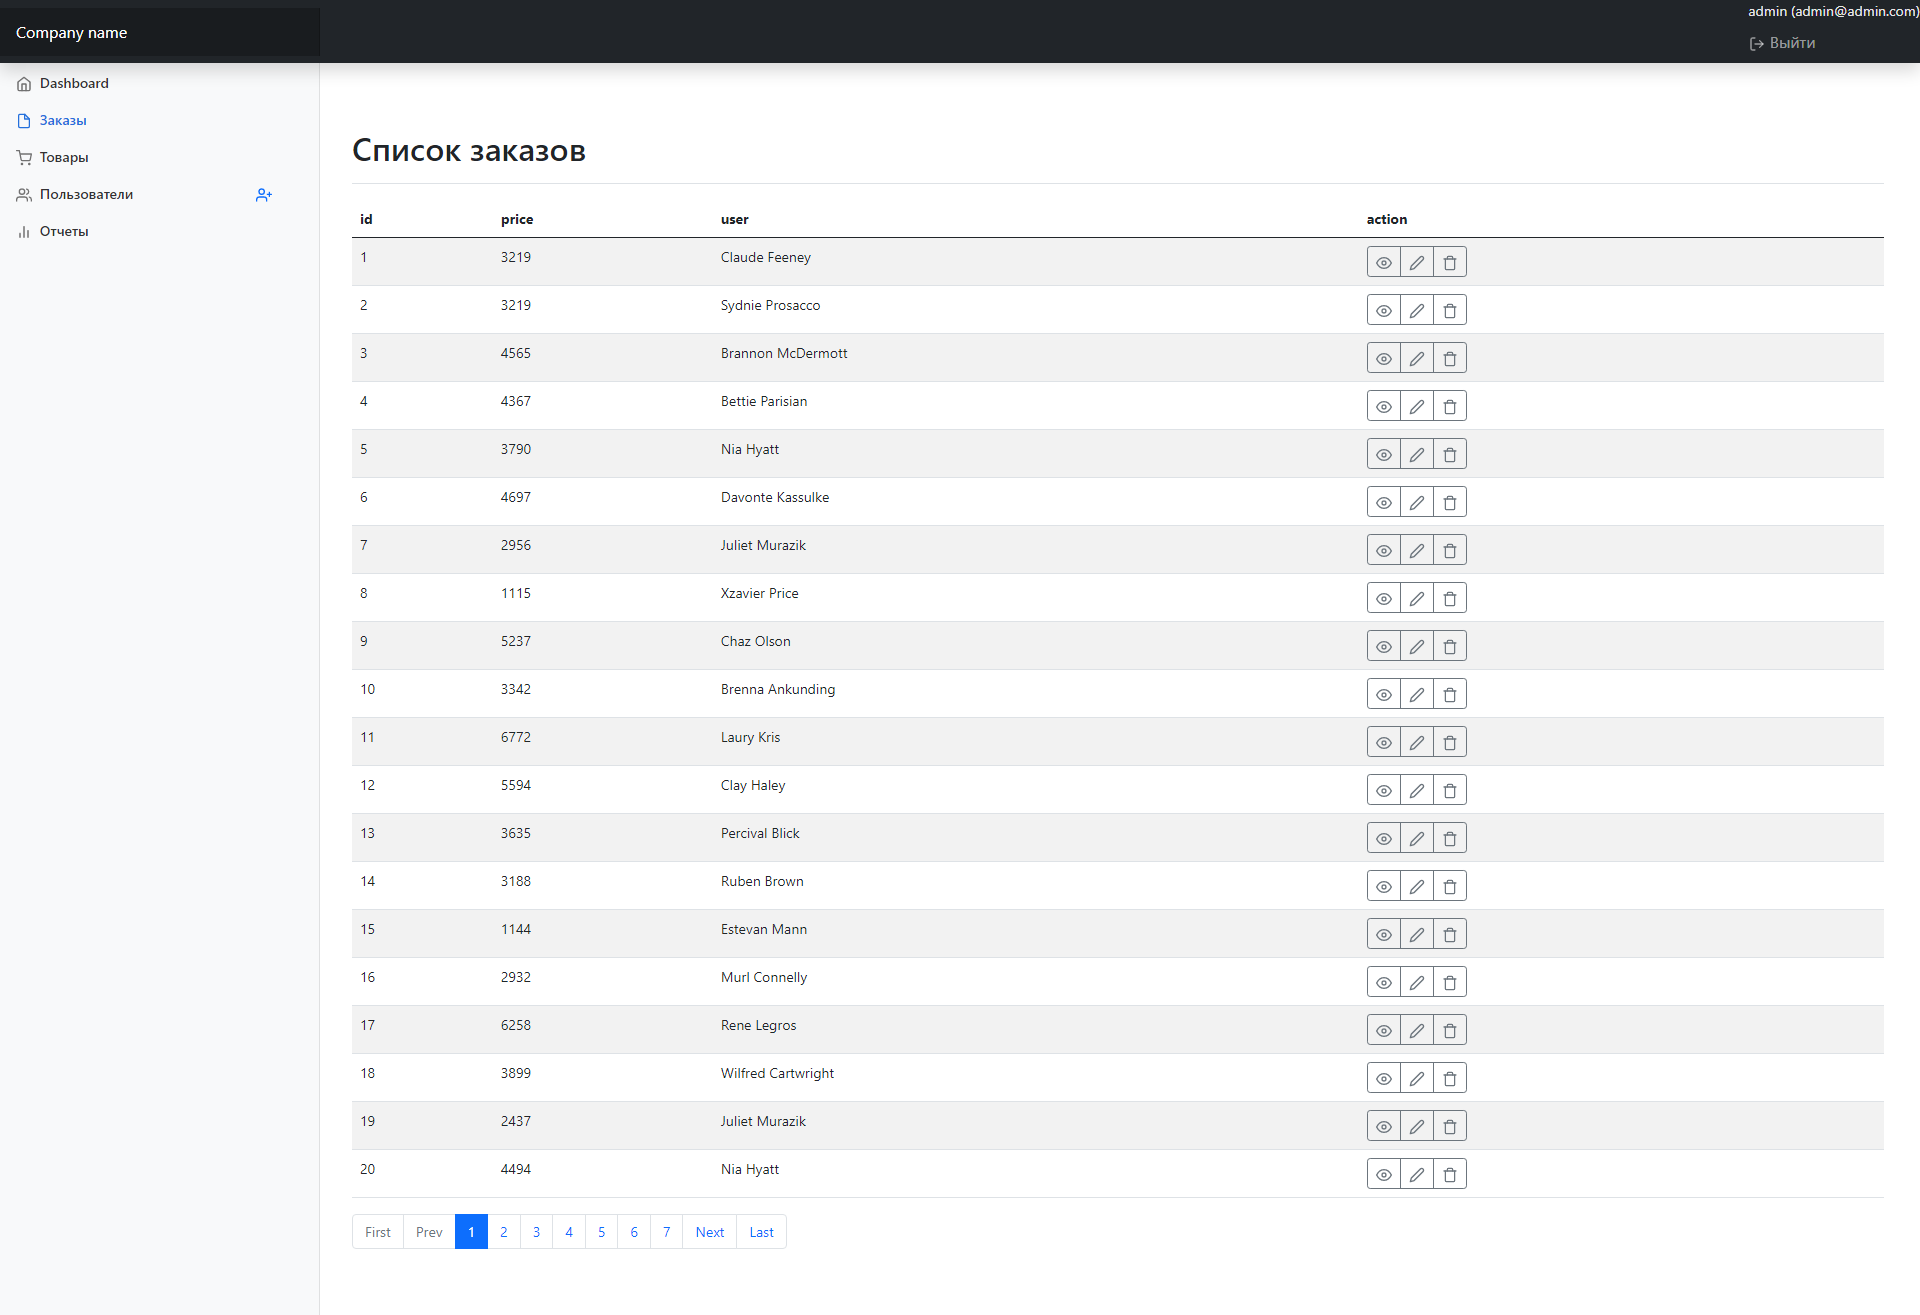 Company name
admin (admin@admin.com)
Выйти
Dashboard
Заказы
Товары
Пользователи
Отчеты
Список заказов
id price user action
1 3219 Claude Feeney
2 3219 Sydnie Prosacco
3 4565 Brannon McDermott
4 4367 Bettie Parisian
5 3790 Nia Hyatt
6 4697 Davonte Kassulke
7 2956 Juliet Murazik
8 1115 Xzavier Price
9 5237 Chaz Olson
10 3342 Brenna Ankunding
11 6772 Laury Kris
12 5594 Clay Haley
13 3635 Percival Blick
14 3188 Ruben Brown
15 1144 Estevan Mann
16 2932 Murl Connelly
17 6258 Rene Legros
18 3899 Wilfred Cartwright
19 2437 Juliet Murazik
20 4494 Nia Hyatt
First Prev 1 2 3 4 5 6 7 Next Last